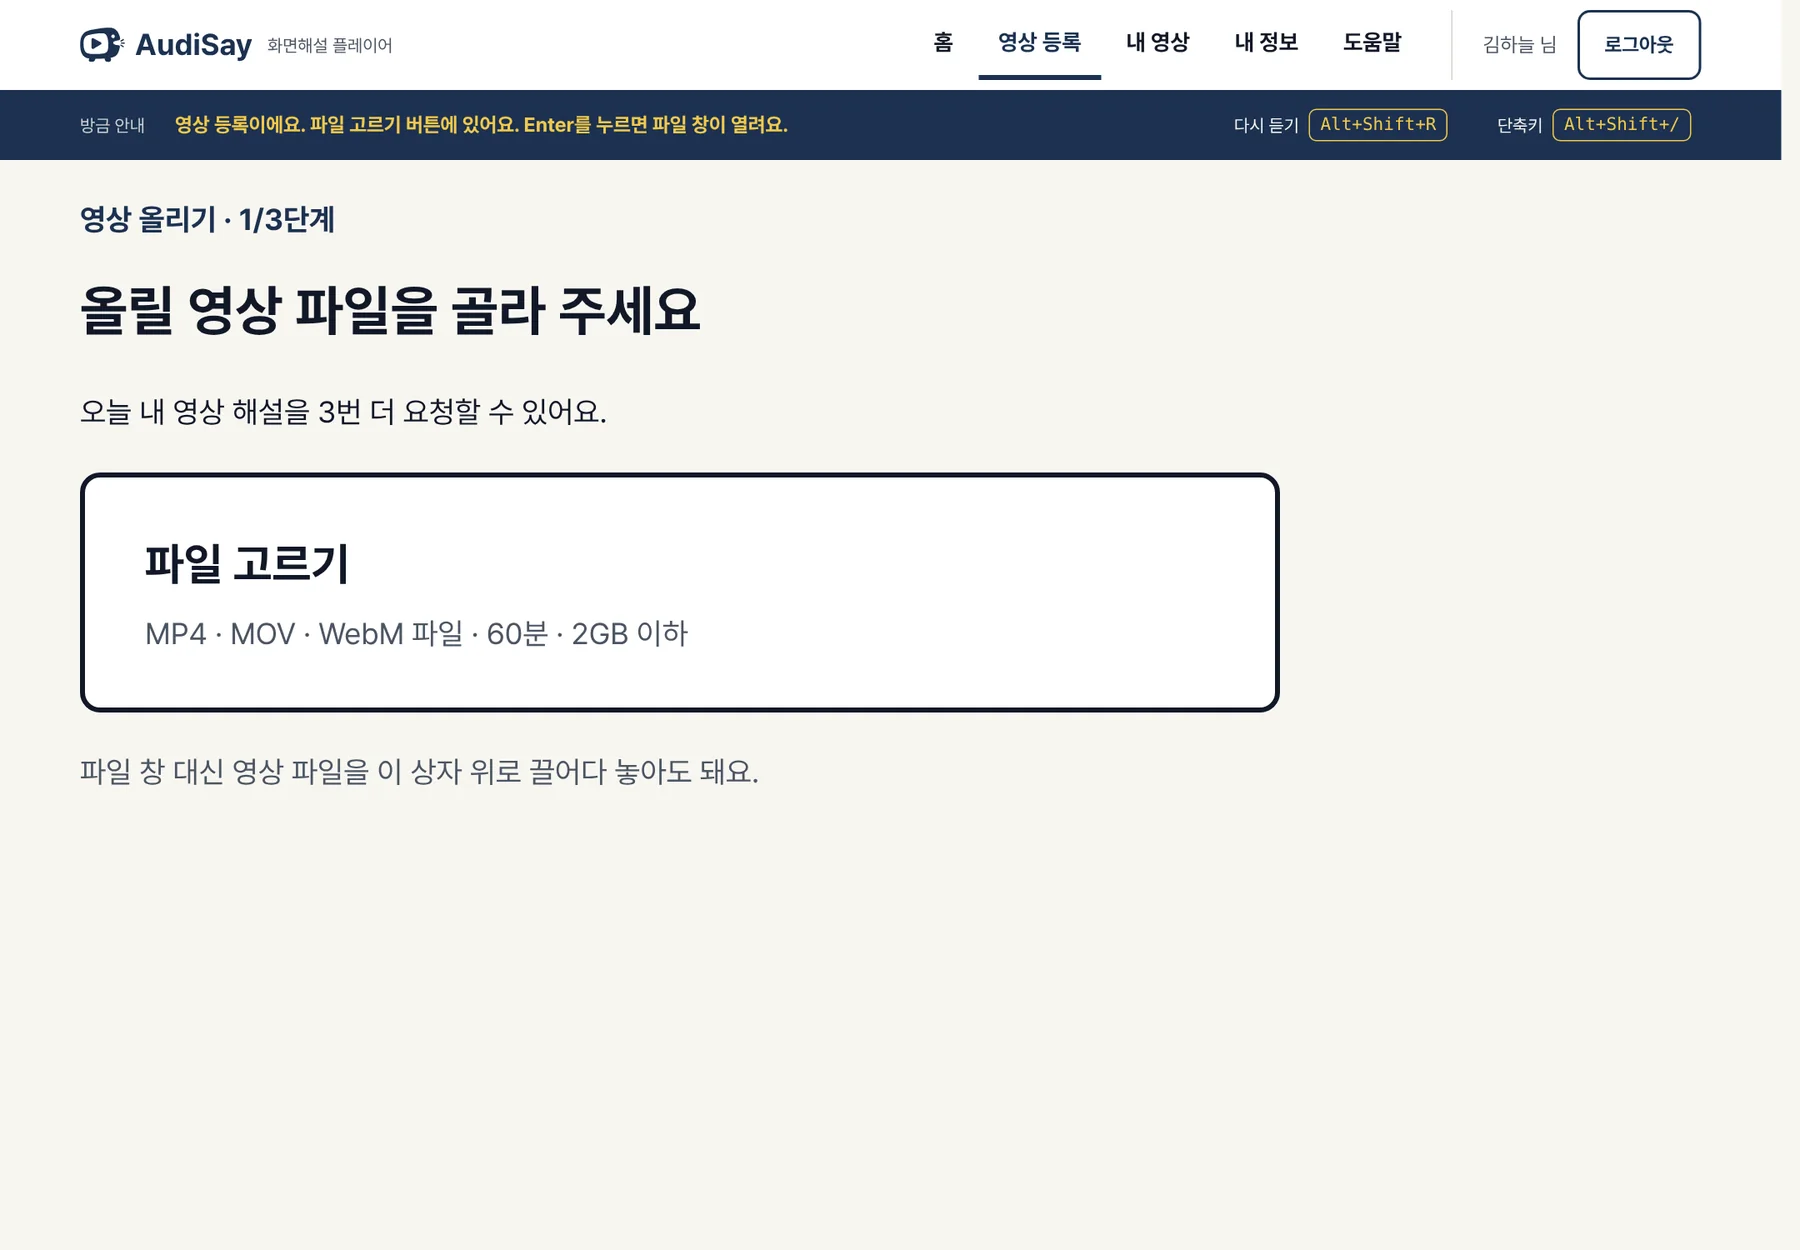 AudiSay 화면해설 플레이어
홈 영상 등록 내 영상 내 정보 도움말 김하늘 님 로그아웃
방금 안내 영상 등록이에요. 파일 고르기 버튼에 있어요. Enter를 누르면 파일 창이 열려요. 다시 듣기 Alt+Shift+R 단축키 Alt+Shift+/
영상 올리기 · 1/3단계
올릴 영상 파일을 골라 주세요
오늘 내 영상 해설을 3번 더 요청할 수 있어요.
파일 고르기
MP4 · MOV · WebM 파일 · 60분 · 2GB 이하
파일 창 대신 영상 파일을 이 상자 위로 끌어다 놓아도 돼요.